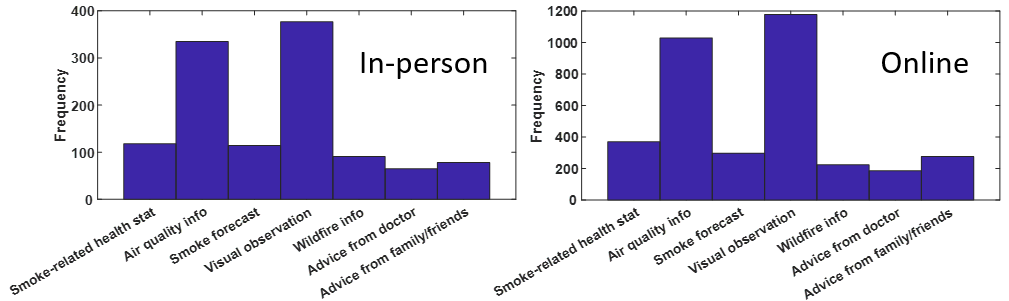 In-person
Frequency
400
300
200
100
0
Smoke-related health stat
Air quality info
Smoke forecast
Visual observation
Wildfire info
Advice from doctor
Advice from family/friends
Online
Frequency
1200
1000
800
600
400
200
0
Smoke-related health stat
Air quality info
Smoke forecast
Visual observation
Wildfire info
Advice from doctor
Advice from family/friends